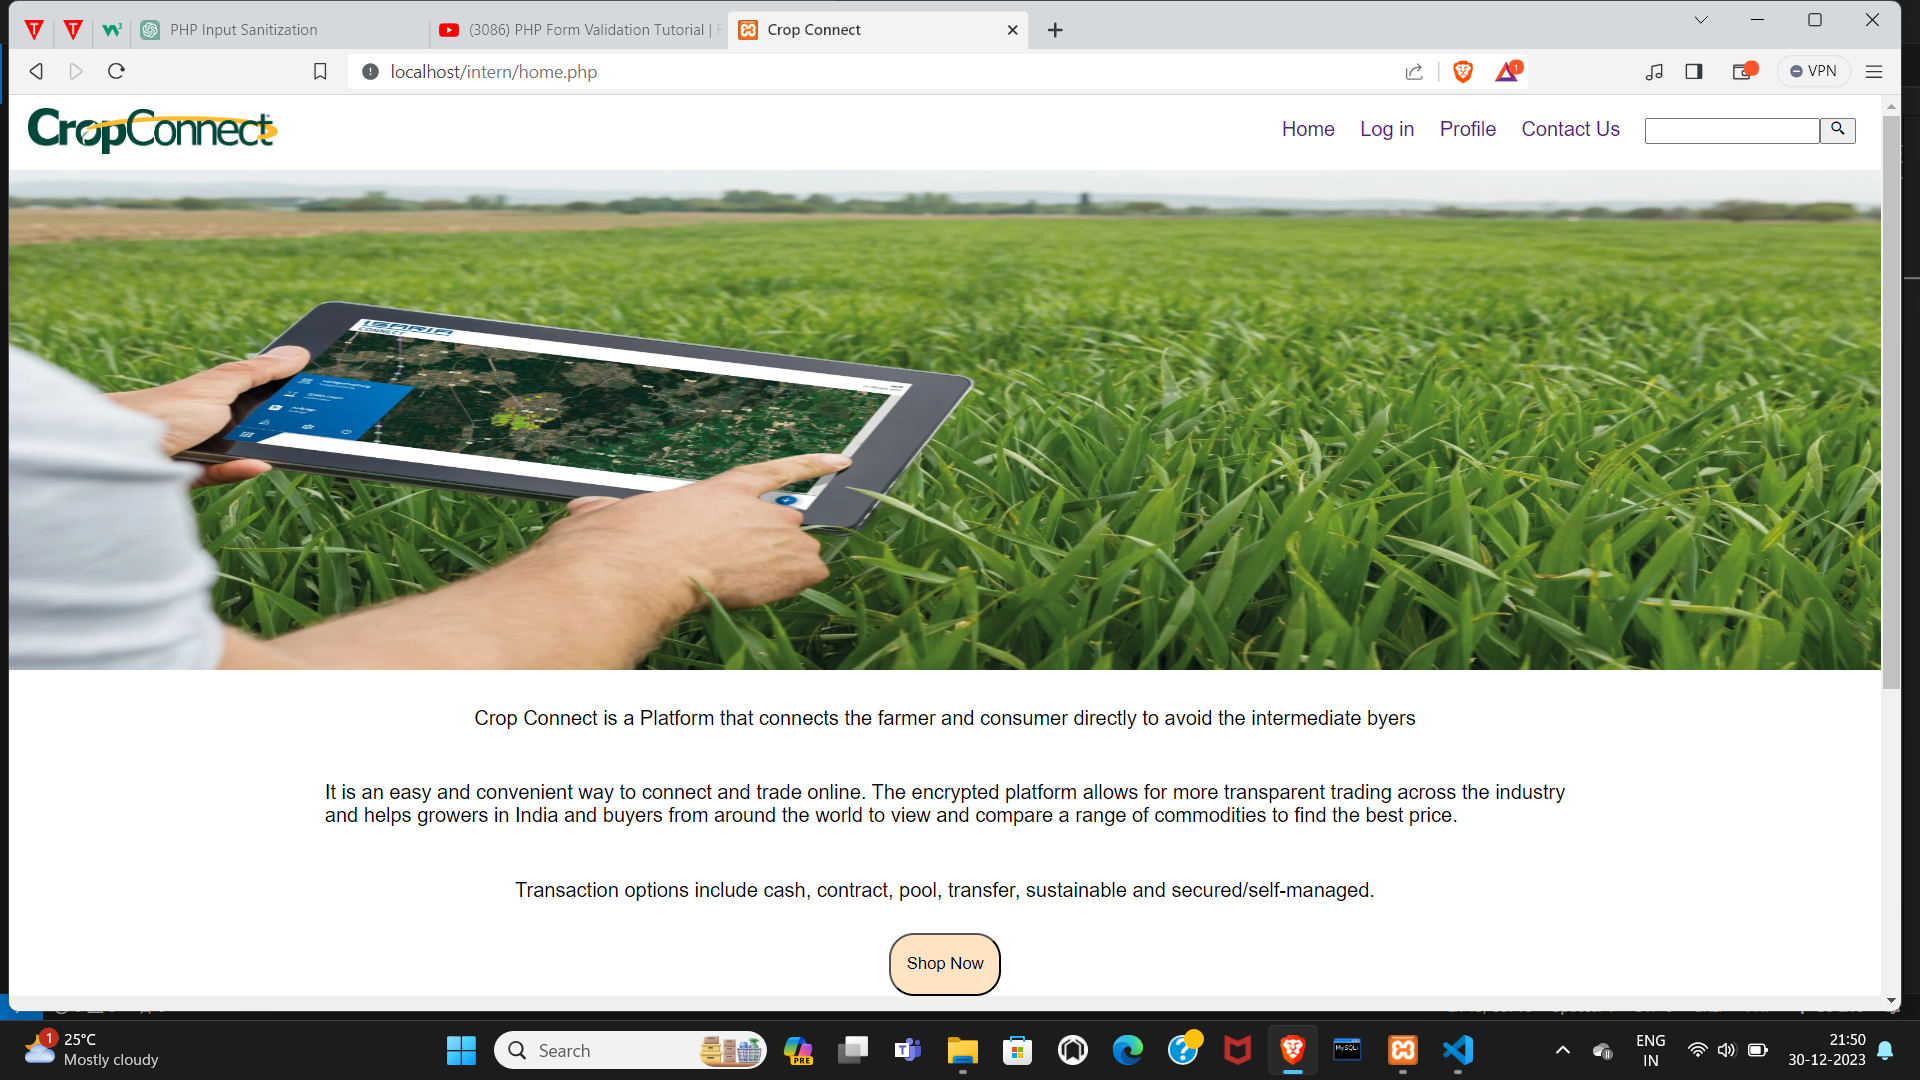 PHP Input Sanitization
(3086) PHP Form Validation Tutorial |
Crop Connect
localhost/intern/home.php
1
VPN
CropConnect
Home
Log in
Profile
Contact Us
CONNECT
Crop Connect is a Platform that connects the farmer and consumer directly to avoid the intermediate byers
It is an easy and convenient way to connect and trade online. The encrypted platform allows for more transparent trading across the industry
and helps growers in India and buyers from around the world to view and compare a range of commodities to find the best price.
Transaction options include cash, contract, pool, transfer, sustainable and secured/self-managed.
Shop Now
1
25°C
Mostly cloudy
Search
PRE
MySQL
ENG
IN
21:50
30-12-2023